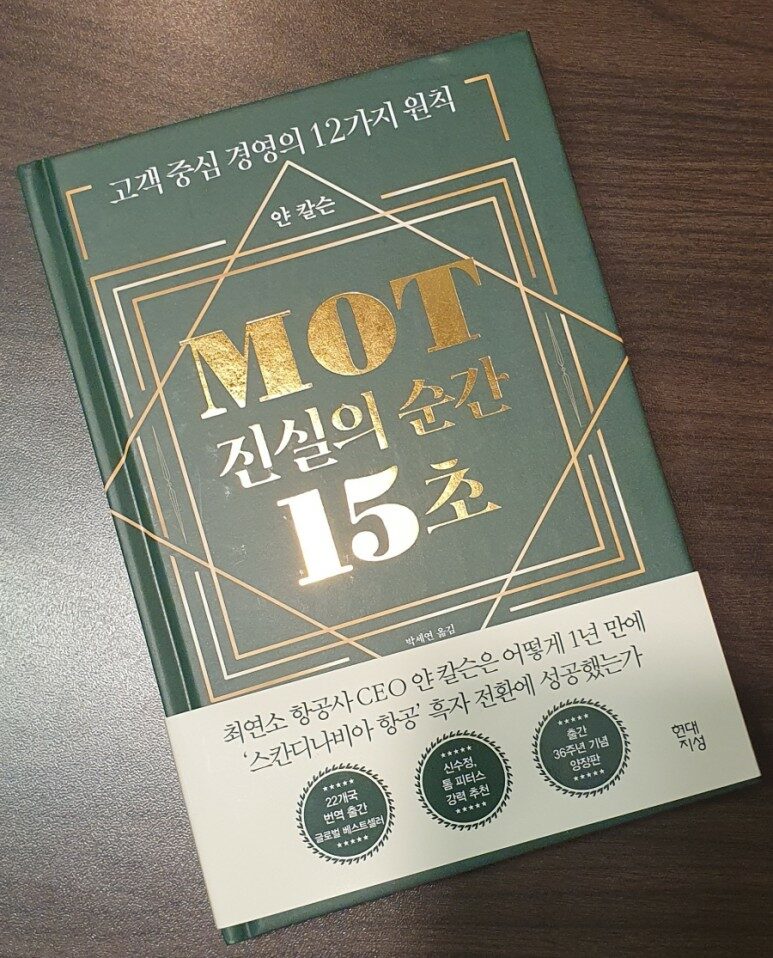 고객 중심 경영의 12가지 원칙
얀 칼슨
MOT
진실의 순간
15초
박세연 옮김
최연소 항공사 CEO 얀 칼슨은 어떻게 1년 만에
‘스칸디나비아 항공’ 흑자 전환에 성공했는가
22개국
번역 출간
글로벌 베스트셀러
신수정,
톰 피터스
강력 추천
출간
36주년 기념
양장판
현대
지성